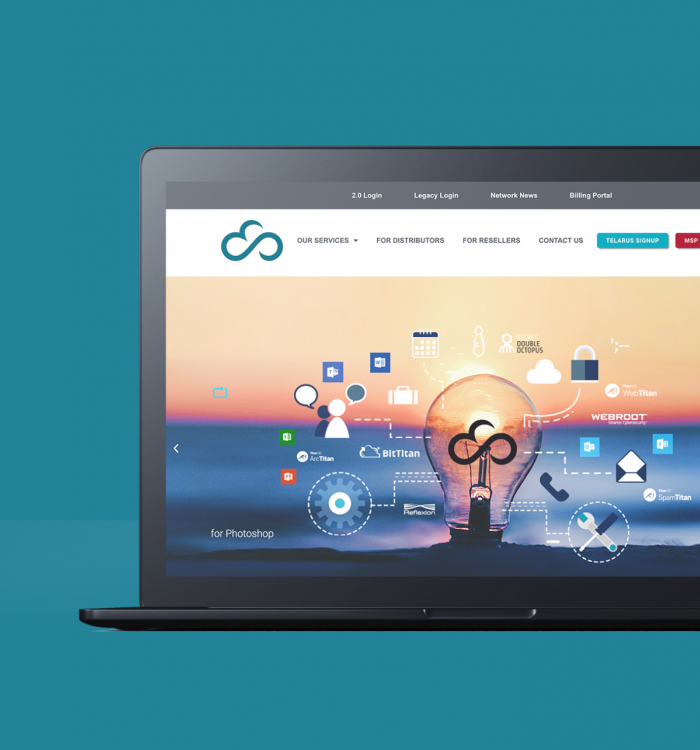 2.0 Login Legacy Login Network News Billing Portal
OUR SERVICES FOR DISTRIBUTORS FOR RESELLERS CONTACT US TELARUS SIGNUP MSP
DOUBLE
OCTOPUS
WebTitan
WEBROOT
Smarter Cybersecurity
BitTitan
ArcTitan
SpamTitan
Reflexion
for Photoshop